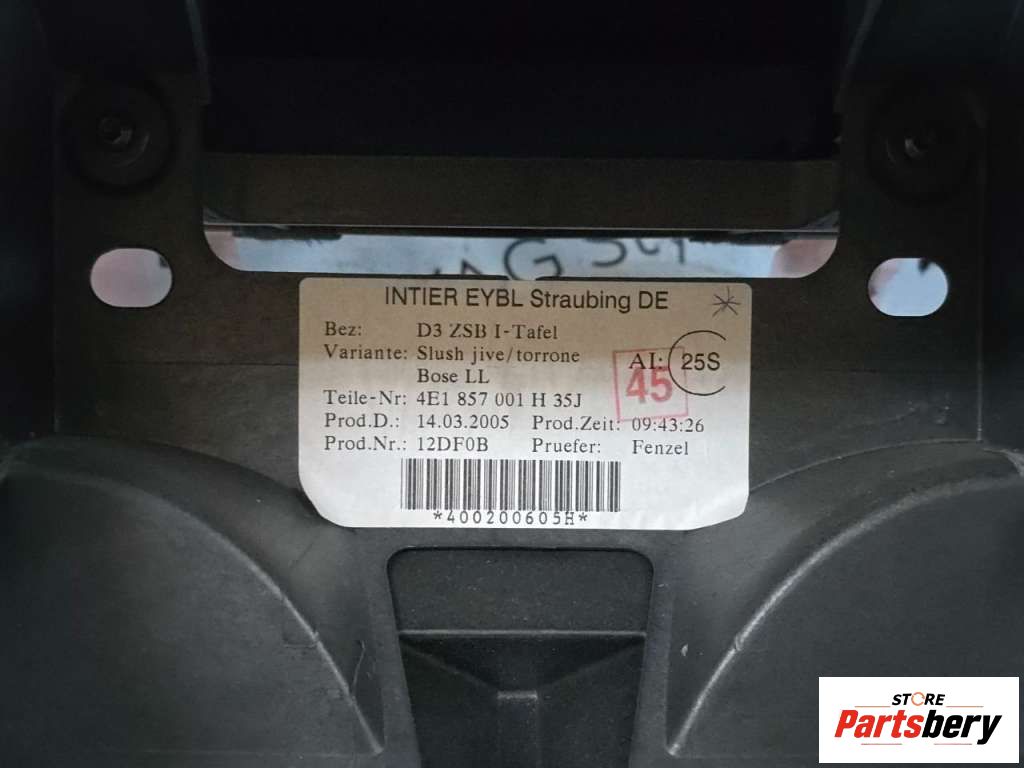 AG
INTIER EYBL Straubing DE
Bez: D3 ZSB I-Tafel
Variante: Slush jive/torrone
Bose LL
AI: 25S
45
Teile-Nr: 4E1 857 001 H 35J
Prod.D.: 14.03.2005 Prod.Zeit: 09:43:26
Prod.Nr.: 12DF0B Pruefer: Fenzel
*400200605H*
STORE
Partsbery